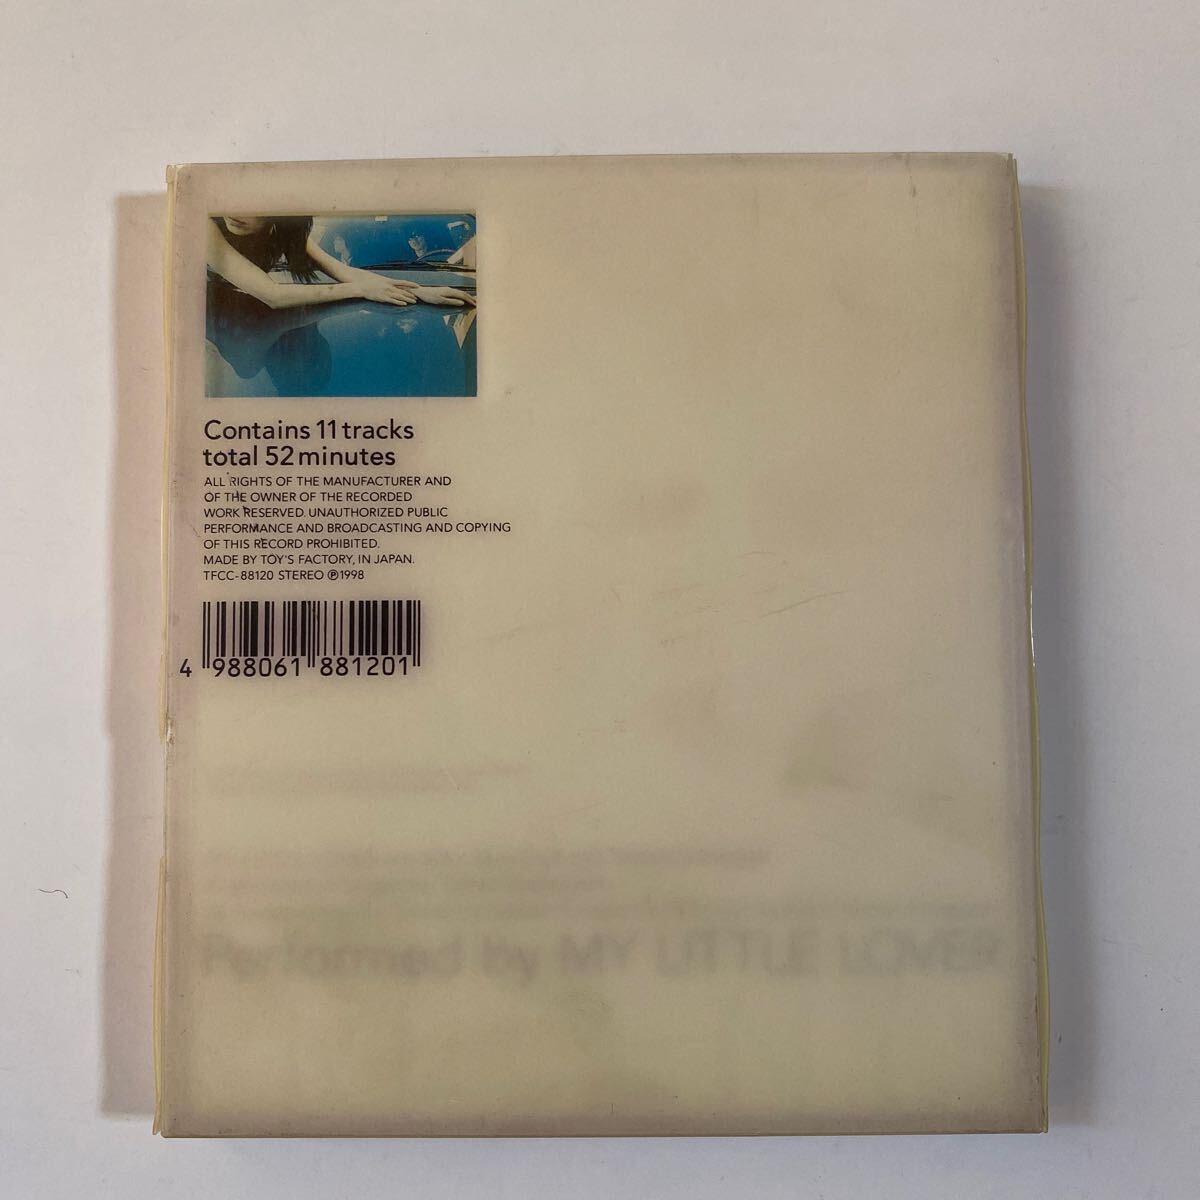 Contains 11 tracks
total 52 minutes
ALL RIGHTS OF THE MANUFACTURER AND
OF THE OWNER OF THE RECORDED
WORK RESERVED. UNAUTHORIZED PUBLIC
PERFORMANCE AND BROADCASTING AND COPYING
OF THIS RECORD PROHIBITED.
MADE BY TOY'S FACTORY, IN JAPAN.
TFCC-88120 STEREO ℗1998
4 988061 881201
Performed by MY LITTLE LOVER